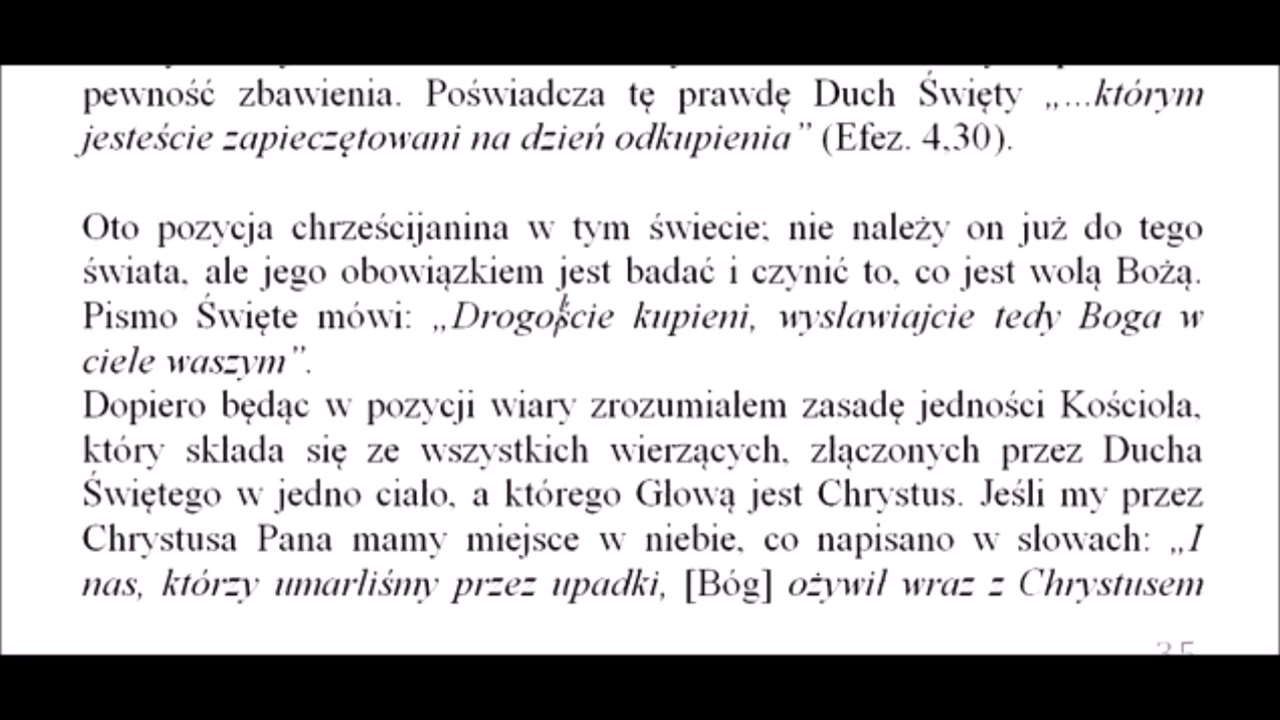 pewność zbawienia. Poświadcza tę prawdę Duch Święty „...którym
jesteście zapieczętowani na dzień odkupienia” (Efez. 4,30).
Oto pozycja chrześcijanina w tym świecie; nie należy on już do tego
świata, ale jego obowiązkiem jest badać i czynić to, co jest wolą Bożą.
Pismo Święte mówi: „Drogoście kupieni, wysławiajcie tedy Boga w
ciele waszym”.
Dopiero będąc w pozycji wiary zrozumiałem zasadę jedności Kościoła,
który składa się ze wszystkich wierzących, złączonych przez Ducha
Świętego w jedno ciało, a którego Głową jest Chrystus. Jeśli my przez
Chrystusa Pana mamy miejsce w niebie, co napisano w słowach: „I
nas, którzy umarliśmy przez upadki, [Bóg] ożywił wraz z Chrystusem
35